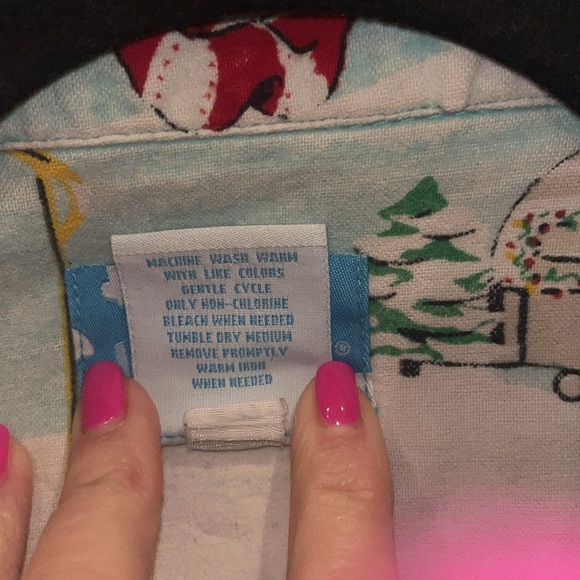 MACHINE WASH WARM
WITH LIKE COLORS
GENTLE CYCLE
ONLY NON-CHLORINE
BLEACH WHEN NEEDED
TUMBLE DRY MEDIUM
REMOVE PROMPTLY
WARM IRON
WHEN NEEDED
®